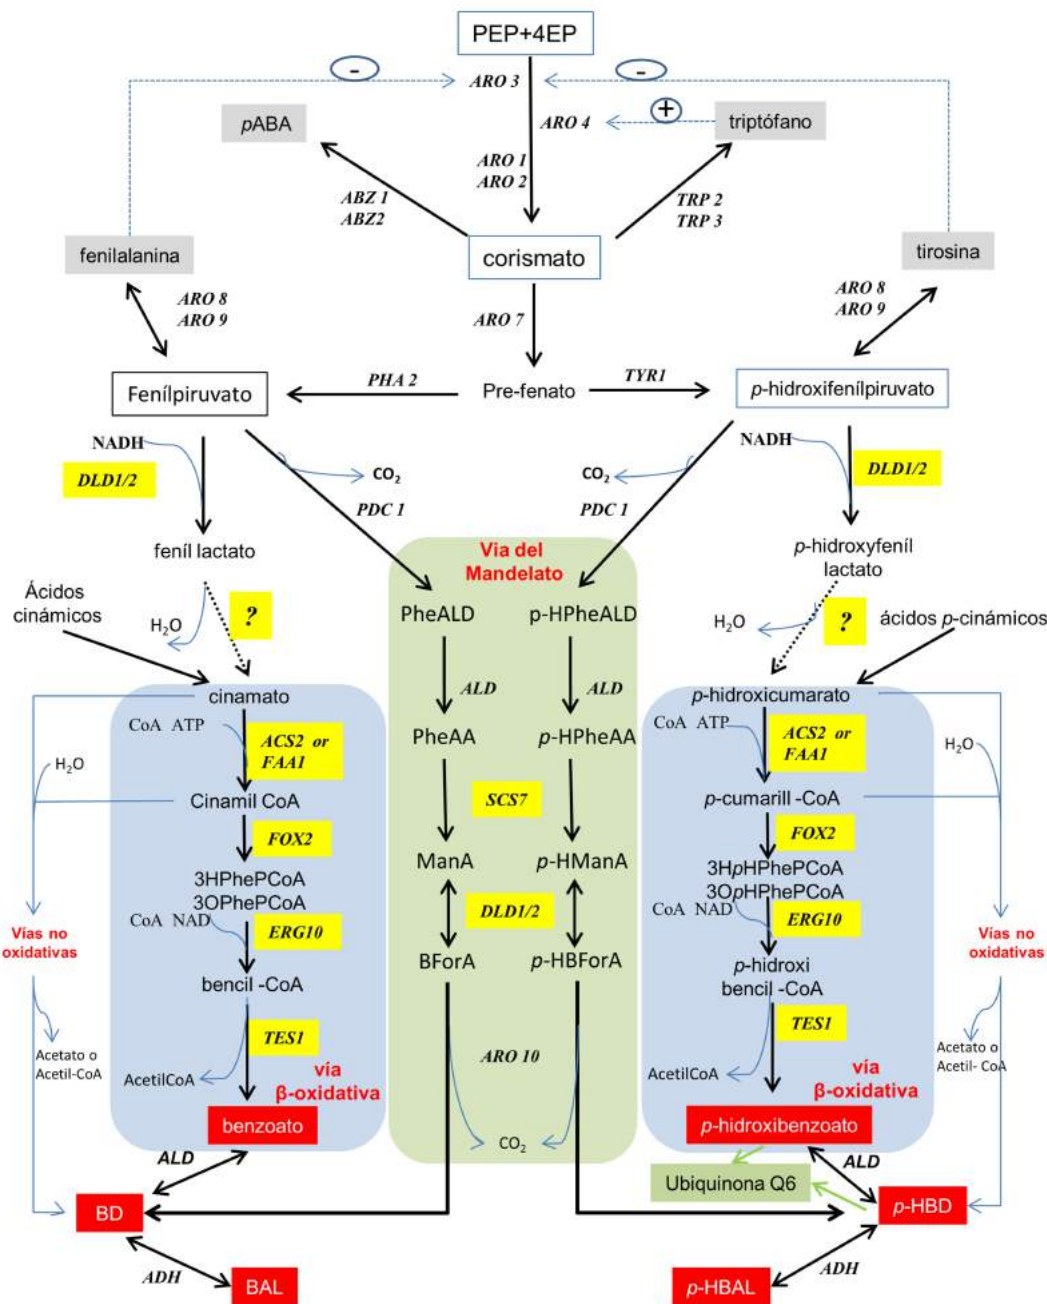 PEP+4EP
-
-
ARO 3
+
pABA
ARO 4
triptófano
ARO 1
ARO 2
ABZ 1
ABZ2
TRP 2
TRP 3
fenilalanina
corismato
tirosina
ARO 8
ARO 9
ARO 7
ARO 8
ARO 9
Fenílpiruvato
PHA 2
Pre-fenato
TYR1
p-hidroxifenílpiruvato
NADH
DLD1/2
CO2
CO2
NADH
DLD1/2
PDC 1
PDC 1
feníl lactato
Via del
Mandelato
p-hidroxyfeníl
lactato
Ácidos
cinámicos
H2O
?
PheALD
p-HPheALD
H2O
?
ácidos p-cinámicos
cinamato
ALD
ALD
p-hidroxicumarato
CoA ATP
ACS2 or
FAA1
PheAA
p-HPheAA
CoA ATP
ACS2 or
FAA1
H2O
H2O
Cinamil CoA
SCS7
p-cumarill -CoA
FOX2
FOX2
ManA
p-HManA
3HPhePCoA
3OPhePCoA
3HpHPhePCoA
3OpHPhePCoA
CoA NAD
ERG10
DLD1/2
CoA NAD
ERG10
Vías no
oxidativas
Vías no
oxidativas
bencil -CoA
BForA
p-HBForA
p-hidroxi
bencil -CoA
TES1
TES1
Acetato o
Acetil-CoA
ARO 10
Acetato o
Acetil- CoA
AcetilCoA
vía
β-oxidativa
AcetilCoA
vía
β-oxidativa
benzoato
CO2
p-hidroxibenzoato
ALD
ALD
Ubiquinona Q6
BD
p-HBD
ADH
BAL
p-HBAL
ADH